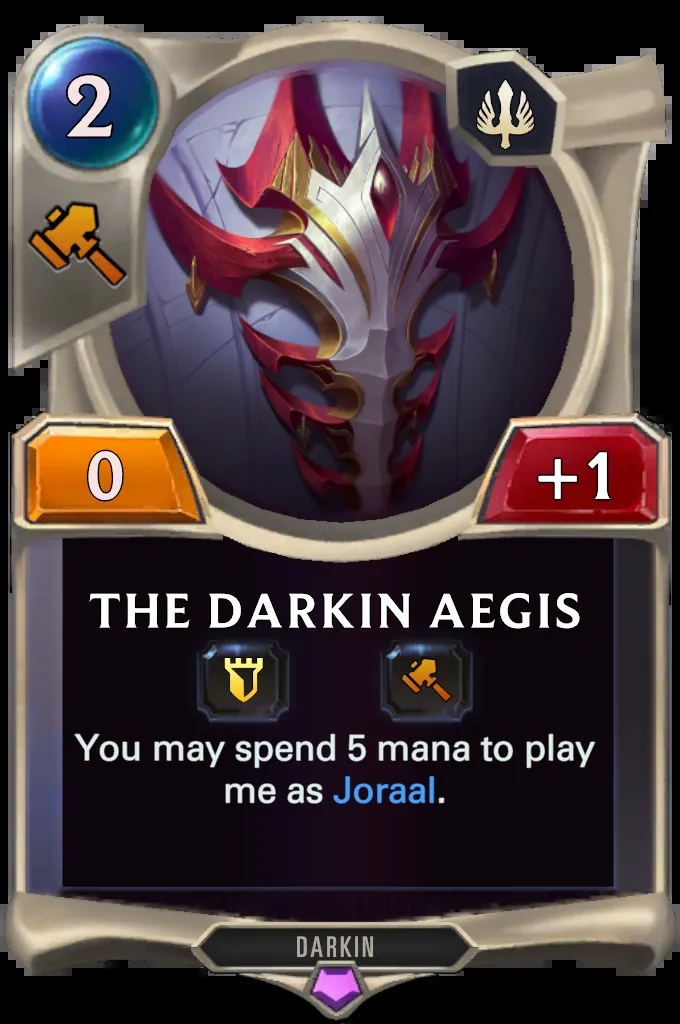 2
0
+1
THE DARKIN AEGIS
You may spend 5 mana to play
me as Joraal.
DARKIN